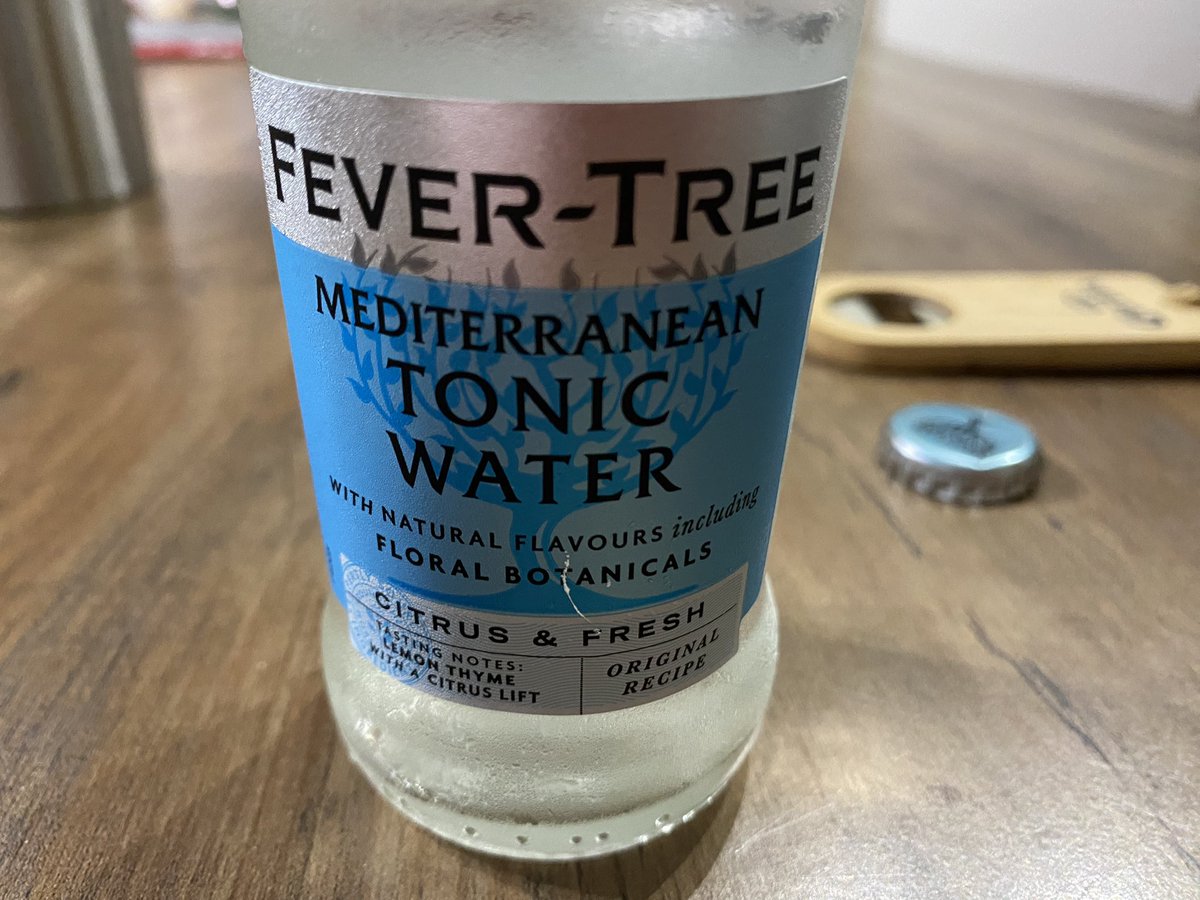 FEVER-TREE
MEDITERRANEAN
TONIC
WATER
WITH NATURAL FLAVOURS including
FLORAL BOTANICALS
CITRUS & FRESH
TASTING NOTES:
LEMON THYME
WITH A CITRUS LIFT
ORIGINAL
RECIPE